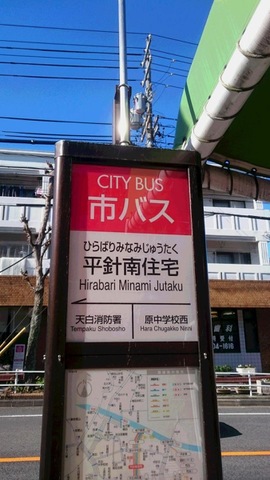 CITY BUS
市バス
ひらばりみなみじゅうたく
平針南住宅
Hirabari Minami Jutaku
天白消防署
Tempaku Shobosho
原中学校西
Hara Chugakko Nishi